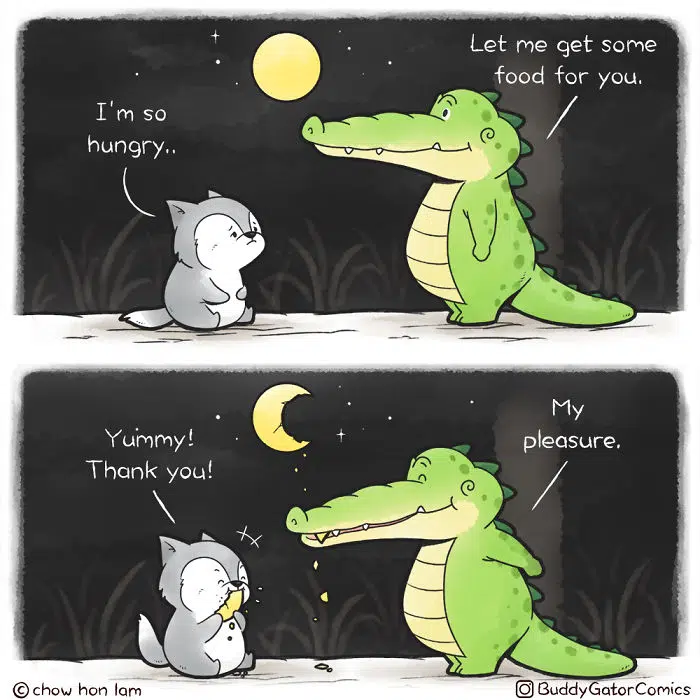 Let me get some
food for you.
I'm so
hungry..
My
pleasure.
Yummy!
Thank you!
© chow hon lam
BuddyGatorComics